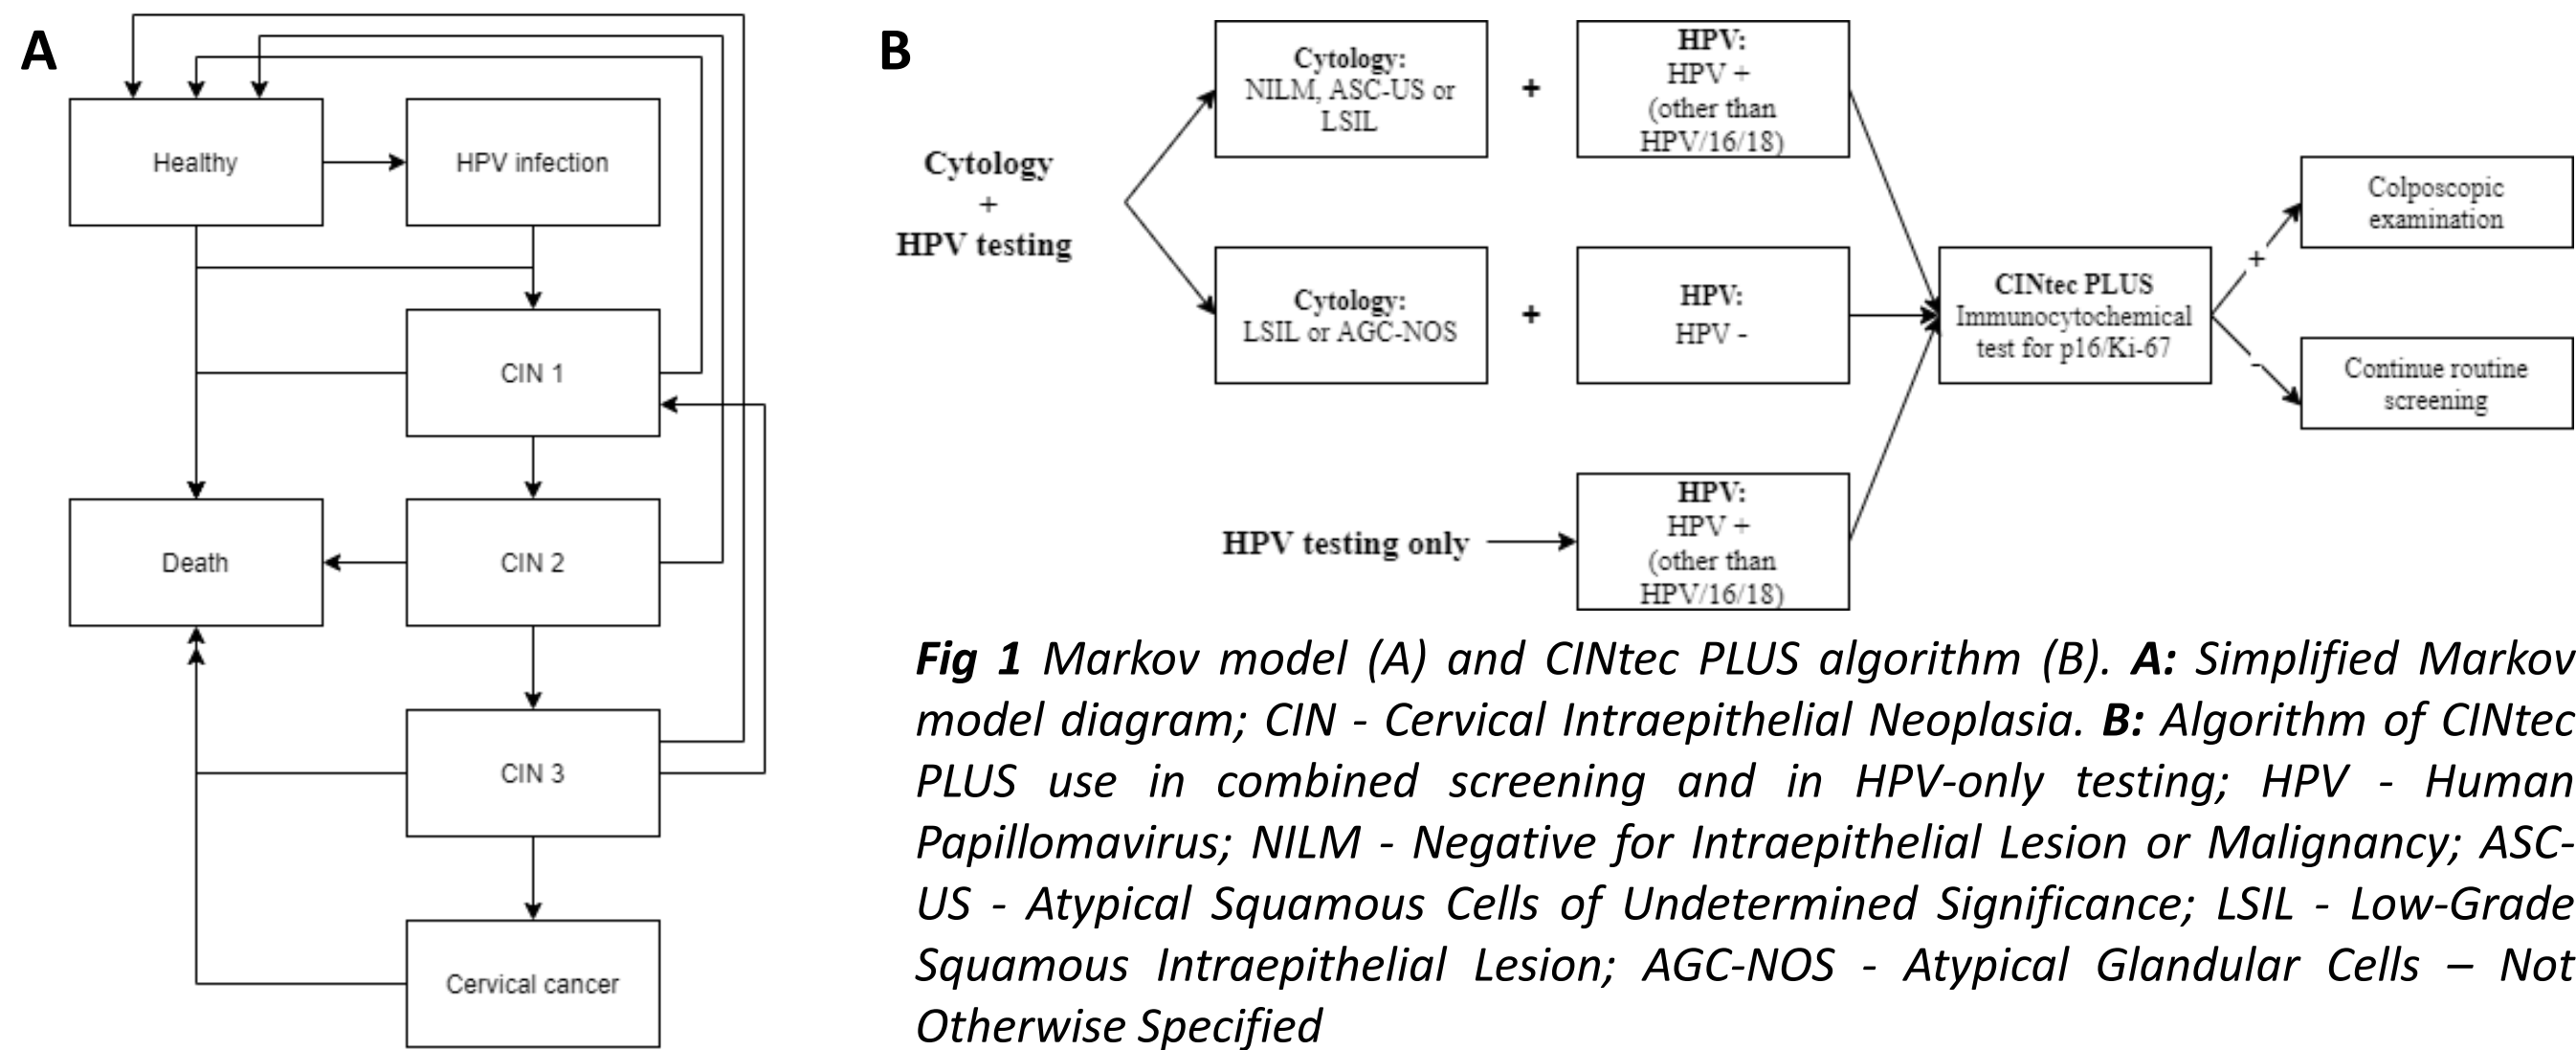 A
Healthy
HPV infection
CIN 1
Death
CIN 2
CIN 3
Cervical cancer
B
Cytology
+
HPV testing
Cytology:
NILM, ASC-US or
LSIL
+
HPV:
HPV +
(other than
HPV/16/18)
Cytology:
LSIL or AGC-NOS
+
HPV:
HPV -
HPV testing only
HPV:
HPV +
(other than
HPV/16/18)
CINtec PLUS
Immunocytochemical
test for p16/Ki-67
+
-
Colposcopic
examination
Continue routine
screening
Fig 1 Markov model (A) and CINtec PLUS algorithm (B). A: Simplified Markov
model diagram; CIN - Cervical Intraepithelial Neoplasia. B: Algorithm of CINtec
PLUS use in combined screening and in HPV-only testing; HPV - Human
Papillomavirus; NILM - Negative for Intraepithelial Lesion or Malignancy; ASC-
US - Atypical Squamous Cells of Undetermined Significance; LSIL - Low-Grade
Squamous Intraepithelial Lesion; AGC-NOS - Atypical Glandular Cells – Not
Otherwise Specified